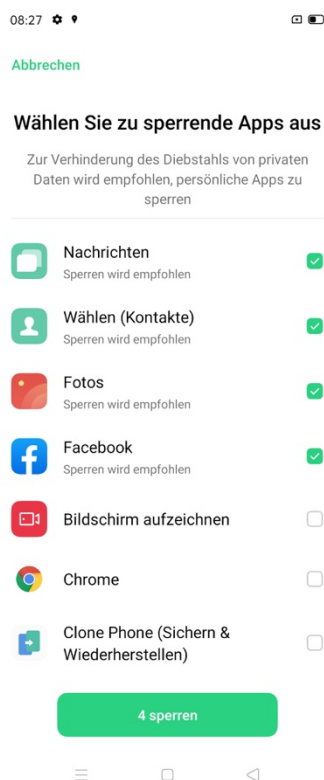 08:27
Abbrechen
Wählen Sie zu sperrende Apps aus
Zur Verhinderung des Diebstahls von privaten
Daten wird empfohlen, persönliche Apps zu
sperren
Nachrichten
Sperren wird empfohlen
Wählen (Kontakte)
Sperren wird empfohlen
Fotos
Sperren wird empfohlen
Facebook
Sperren wird empfohlen
Bildschirm aufzeichnen
Chrome
Clone Phone (Sichern &
Wiederherstellen)
4 sperren